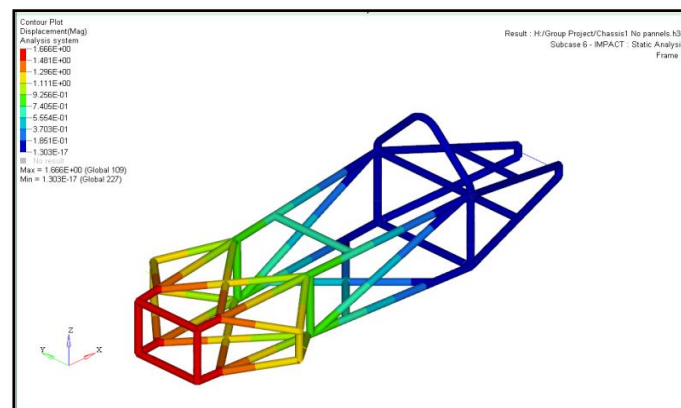 Contour Plot
Displacement(Mag)
Analysis system
1.666E+00
1.481E+00
1.296E+00
1.111E+00
9.256E-01
7.405E-01
5.554E-01
3.703E-01
1.851E-01
1.303E-17
No result
Max = 1.666E+00 (Global 109)
Min = 1.303E-17 (Global 227)
Result : H:/Group Project/Chassis1 No pannels.h3
Subcase 6 - IMPACT : Static Analysi
Frame
Z
Y
X